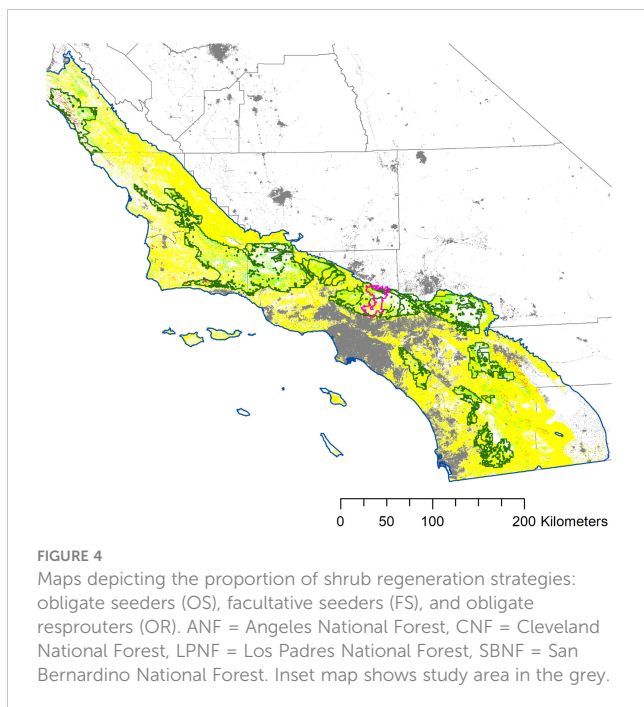 0 50 100 200 Kilometers
FIGURE 4
Maps depicting the proportion of shrub regeneration strategies:
obligate seeders (OS), facultative seeders (FS), and obligate
resprouters (OR). ANF = Angeles National Forest, CNF = Cleveland
National Forest, LPNF = Los Padres National Forest, SBNF = San
Bernardino National Forest. Inset map shows study area in the grey.